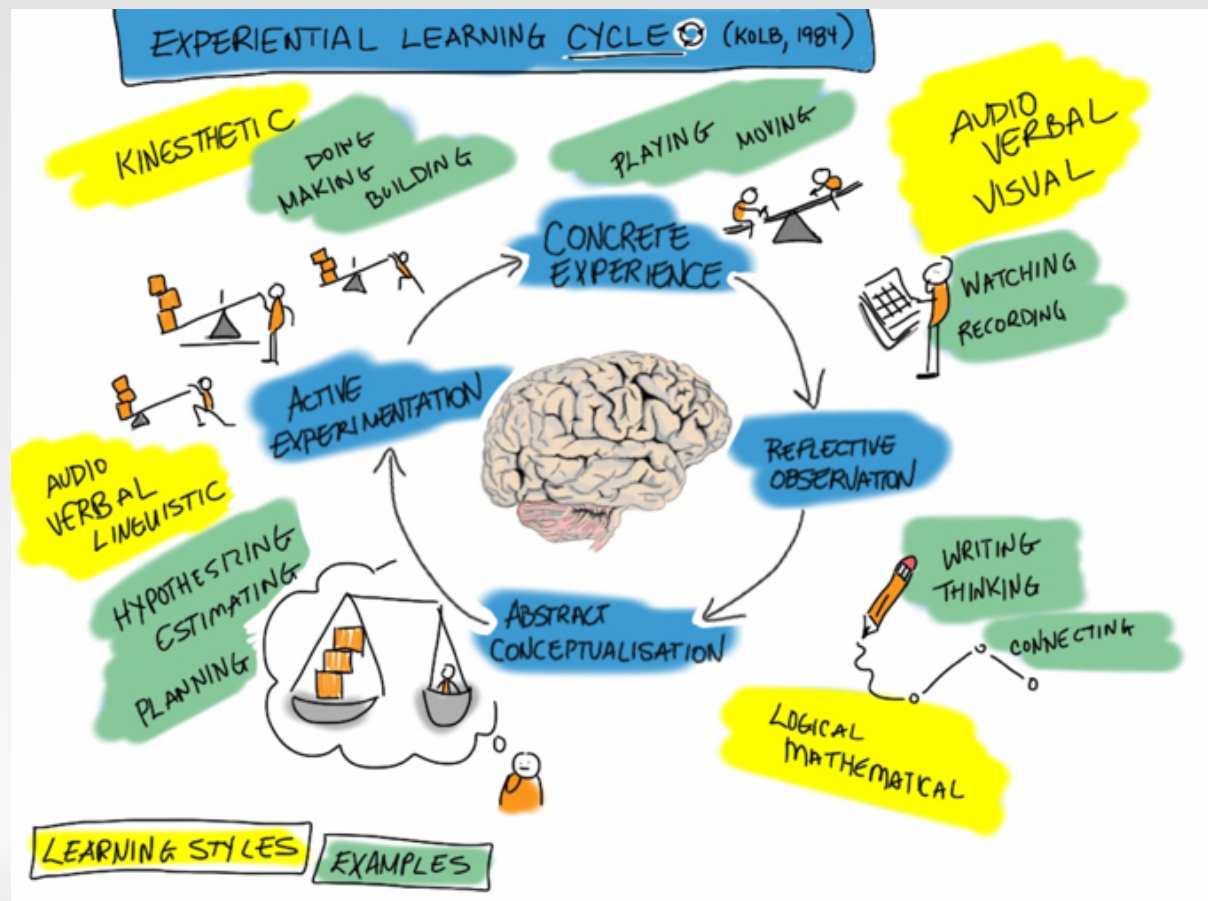 EXPERIENTIAL LEARNING CYCLE (KOLB, 1984)
KINESTHETIC
DOING
MAKING
BUILDING
PLAYING MOVING
AUDIO
VERBAL
VISUAL
CONCRETE
EXPERIENCE
WATCHING
RECORDING
ACTIVE
EXPERIMENTATION
REFLECTIVE
OBSERVATION
AUDIO
VERBAL
LINGUISTIC
HYPOTHESIZING
ESTIMATING
PLANNING
WRITING
THINKING
CONNECTING
ABSTRACT
CONCEPTUALISATION
LOGICAL
MATHEMATICAL
LEARNING STYLES
EXAMPLES